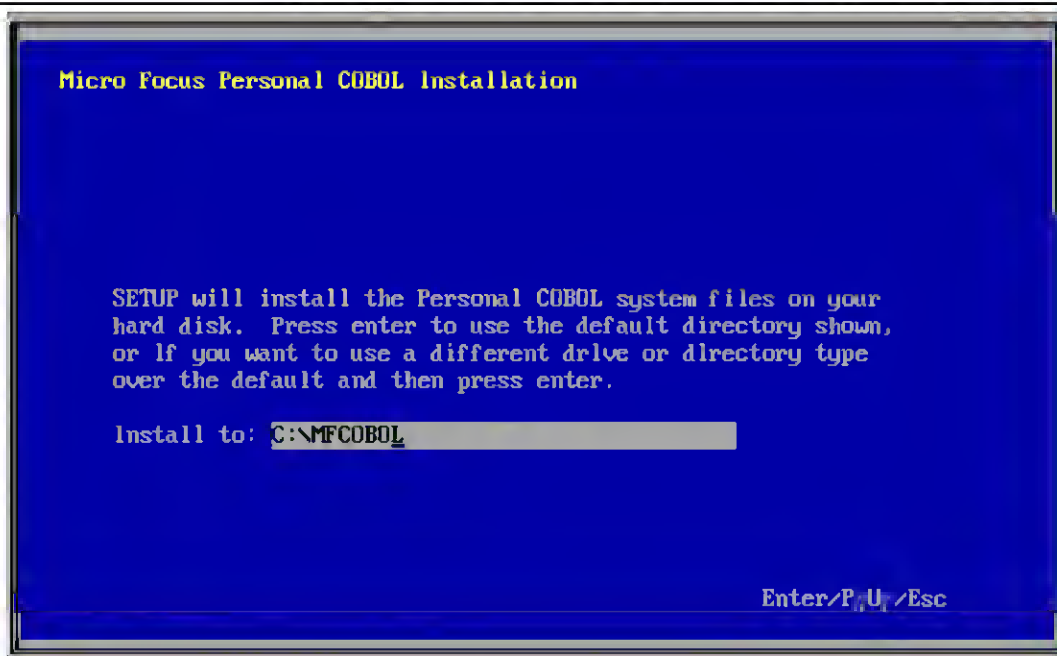 Micro Focus Personal COBOL Installation
SETUP will install the Personal COBOL system files on your
hard disk.  Press enter to use the default directory shown,
or if you want to use a different drive or directory type
over the default and then press enter.
Install to: C:\MFCOBOL
Enter/PgUp/Esc